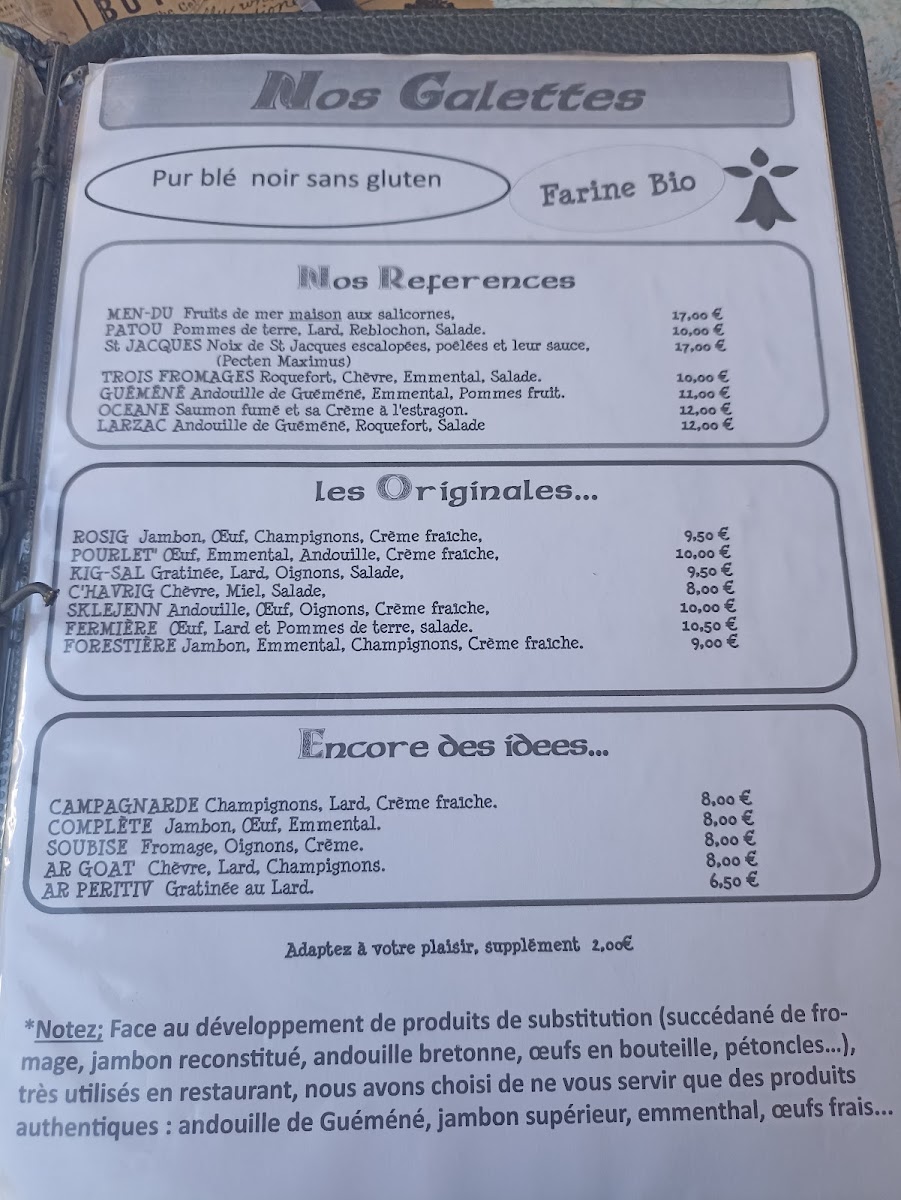 Nos Galettes
Pur blé noir sans gluten
Farine Bio
Nos References
MEN-DU Fruits de mer maison aux salicornes, 17,00 €
PATOU Pommes de terre, Lard, Reblochon, Salade. 10,00 €
St JACQUES Noix de St Jacques escalopées, poêlées et leur sauce, 17,00 €
(Pecten Maximus)
TROIS FROMAGES Roquefort, Chèvre, Emmental, Salade. 10,00 €
GUÉMÉNÉ Andouille de Guéméné, Emmental, Pommes fruit. 11,00 €
OCEANE Saumon fumé et sa Crème à l'estragon. 12,00 €
LARZAC Andouille de Guéméné, Roquefort, Salade 12,00 €
Les Originales...
ROSIG Jambon, Œuf, Champignons, Crème fraîche, 9,50 €
POURLET' Œuf, Emmental, Andouille, Crème fraîche, 10,00 €
KIG-SAL Gratinée, Lard, Oignons, Salade, 9,50 €
C'HAVRIG Chèvre, Miel, Salade, 8,00 €
SKLEJENN Andouille, Œuf, Oignons, Crème fraîche, 10,00 €
FERMIÈRE Œuf, Lard et Pommes de terre, salade. 10,50 €
FORESTIÈRE Jambon, Emmental, Champignons, Crème fraîche. 9,00 €
Encore des idees...
CAMPAGNARDE Champignons, Lard, Crème fraîche. 8,00 €
COMPLÈTE Jambon, Œuf, Emmental. 8,00 €
SOUBISE Fromage, Oignons, Crème. 8,00 €
AR GOAT Chèvre, Lard, Champignons. 8,00 €
AR PERITIV Gratinée au Lard. 6,50 €
Adaptez à votre plaisir, supplément 2,00€
*Notez; Face au développement de produits de substitution (succédané de fro-
mage, jambon reconstitué, andouille bretonne, œufs en bouteille, pétoncles...),
très utilisés en restaurant, nous avons choisi de ne vous servir que des produits
authentiques : andouille de Guéméné, jambon supérieur, emmenthal, œufs frais...